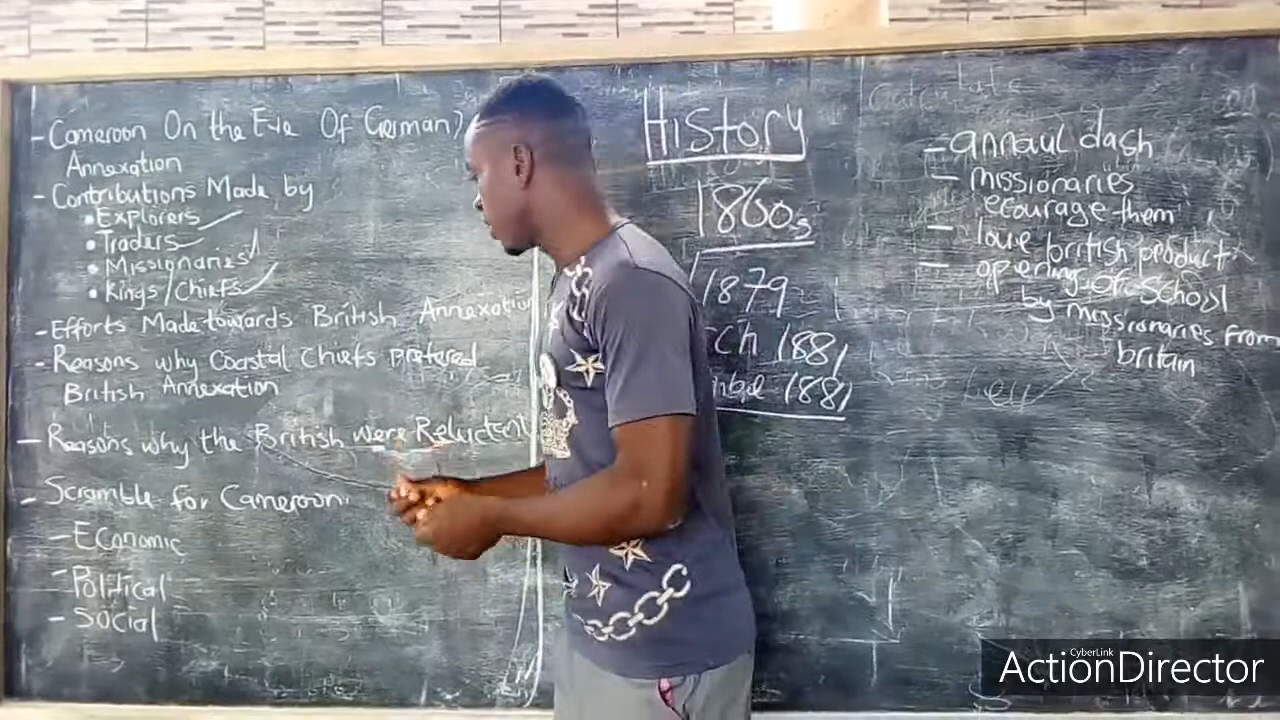 - Cameroon On the Eve Of German
Annexation
- Contributions Made by
• Explorers
• Traders
• Missionaries
• Kings/Chiefs
- Efforts Made towards British Annexation
- Reasons why Coastal Chiefs prefered
British Annexation
- Reasons why the British were Reluctant
- Scramble for Cameroon
- Economic
- Political
- Social
History
1860s
1879
ch 1881
1881
- annaul dash
- missionaries
ecourage them
- love british product
- opening of School
by missionaries from
britain
Calculate
CyberLink
ActionDirector